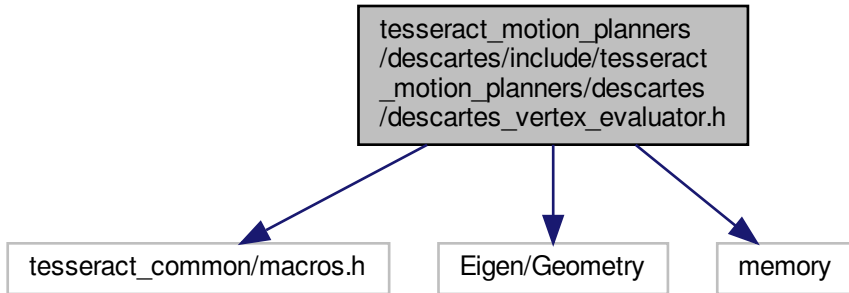 tesseract_motion_planners
/descartes/include/tesseract
_motion_planners/descartes
/descartes_vertex_evaluator.h
tesseract_common/macros.h
Eigen/Geometry
memory